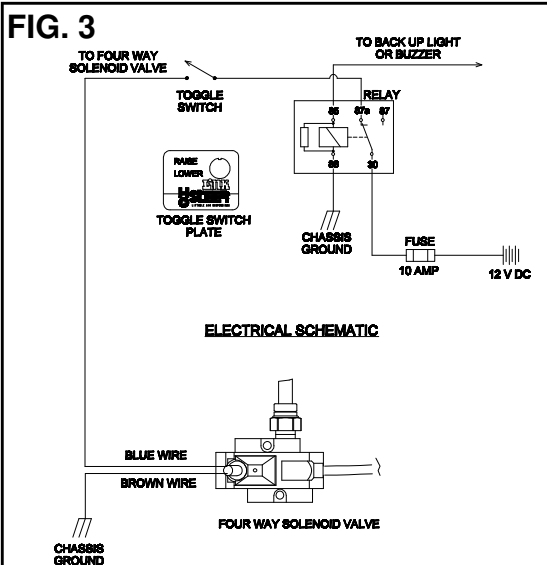 FIG. 3
TO FOUR WAY
SOLENOID VALVE
TO BACK UP LIGHT
OR BUZZER
TOGGLE
SWITCH
RELAY
85
87a
87
86
30
RAISE
LOWER
Link
TOGGLE SWITCH
PLATE
CHASSIS
GROUND
FUSE
10 AMP
12 V DC
ELECTRICAL SCHEMATIC
BLUE WIRE
BROWN WIRE
FOUR WAY SOLENOID VALVE
CHASSIS
GROUND